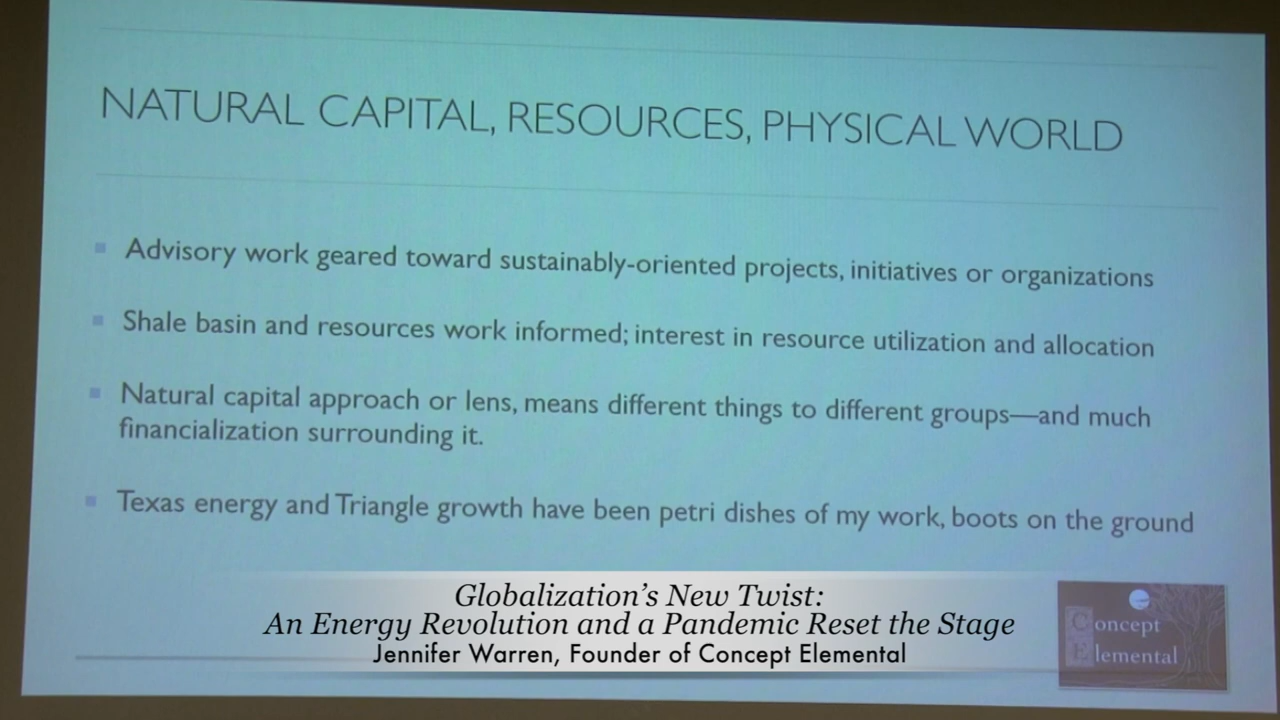 NATURAL CAPITAL, RESOURCES, PHYSICAL WORLD
Advisory work geared toward sustainably-oriented projects, initiatives or organizations
Shale basin and resources work informed; interest in resource utilization and allocation
Natural capital approach or lens, means different things to different groups—and much
financialization surrounding it.
Texas energy and Triangle growth have been petri dishes of my work, boots on the ground
Globalization's New Twist:
An Energy Revolution and a Pandemic Reset the Stage
Jennifer Warren, Founder of Concept Elemental
Concept
Elemental